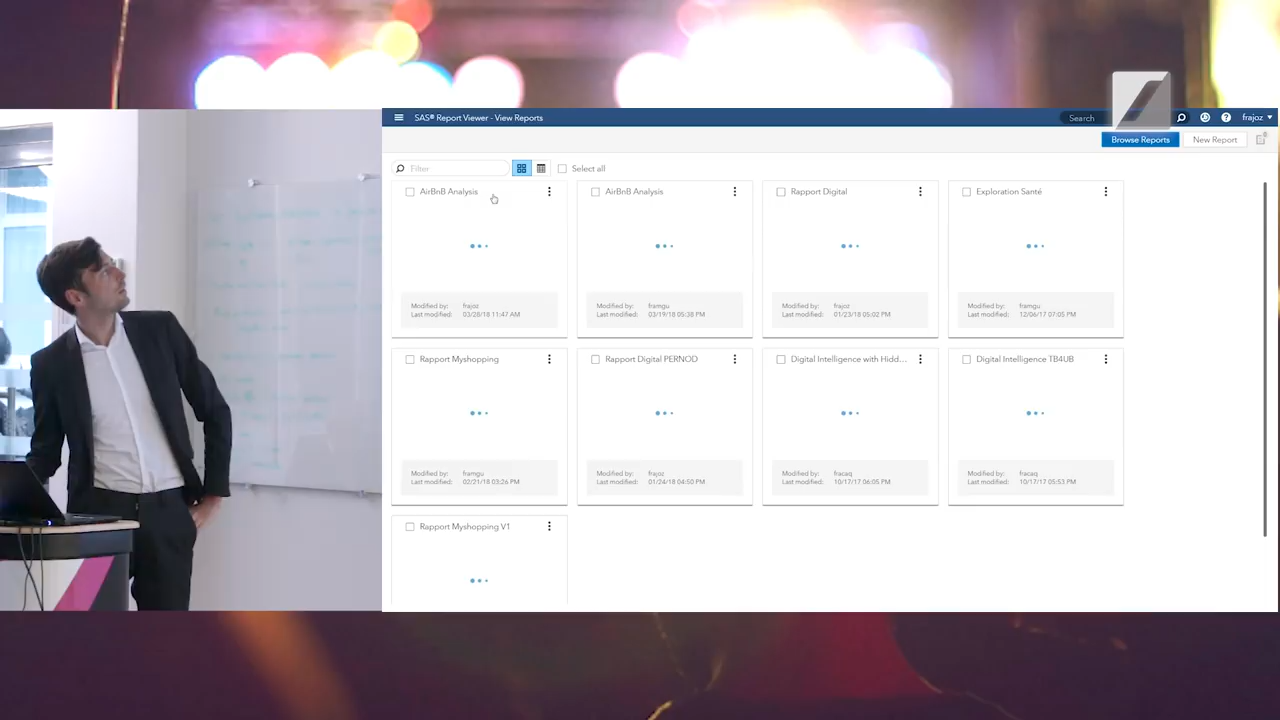 SAS® Report Viewer - View Reports
Search
frajoz
Browse Reports
New Report
Filter
Select all
AirBnB Analysis
Modified by: frajoz
Last modified: 03/28/18 11:47 AM
AirBnB Analysis
Modified by: framgu
Last modified: 03/19/18 05:38 PM
Rapport Digital
Modified by: frajoz
Last modified: 01/23/18 05:02 PM
Exploration Santé
Modified by: framgu
Last modified: 12/06/17 07:05 PM
Rapport Myshopping
Modified by: framgu
Last modified: 02/21/18 03:26 PM
Rapport Digital PERNOD
Modified by: frajoz
Last modified: 01/24/18 04:50 PM
Digital Intelligence with Hidd...
Modified by: fracaq
Last modified: 10/17/17 06:05 PM
Digital Intelligence TB4UB
Modified by: fracaq
Last modified: 10/17/17 05:53 PM
Rapport Myshopping V1